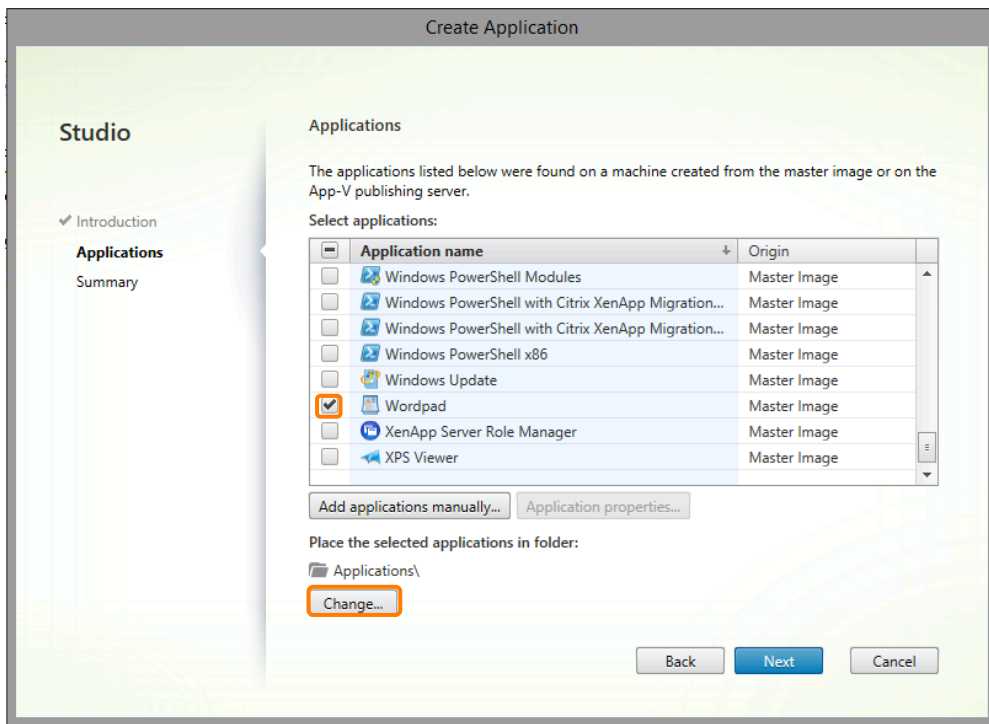 Create Application
Studio
Introduction
Applications
Summary
Applications
The applications listed below were found on a machine created from the master image or on the
App-V publishing server.
Select applications:
Application name Origin
Windows PowerShell Modules Master Image
Windows PowerShell with Citrix XenApp Migration... Master Image
Windows PowerShell with Citrix XenApp Migration... Master Image
Windows PowerShell x86 Master Image
Windows Update Master Image
Wordpad Master Image
XenApp Server Role Manager Master Image
XPS Viewer Master Image
Add applications manually... Application properties...
Place the selected applications in folder:
Applications\
Change...
Back Next Cancel